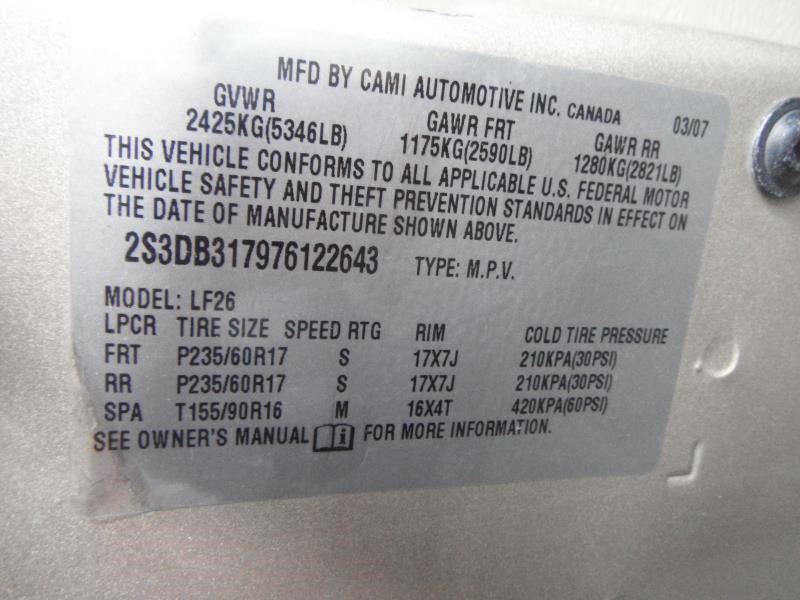 MFD BY CAMI AUTOMOTIVE INC. CANADA 03/07
GVWR GAWR FRT GAWR RR
2425KG(5346LB) 1175KG(2590LB) 1280KG(2821LB)
THIS VEHICLE CONFORMS TO ALL APPLICABLE U.S. FEDERAL MOTOR
VEHICLE SAFETY AND THEFT PREVENTION STANDARDS IN EFFECT ON
THE DATE OF MANUFACTURE SHOWN ABOVE.
2S3DB317976122643 TYPE: M.P.V.
MODEL: LF26
LPCR TIRE SIZE SPEED RTG RIM COLD TIRE PRESSURE
FRT P235/60R17 S 17X7J 210KPA(30PSI)
RR P235/60R17 S 17X7J 210KPA(30PSI)
SPA T155/90R16 M 16X4T 420KPA(60PSI)
SEE OWNER'S MANUAL i FOR MORE INFORMATION.